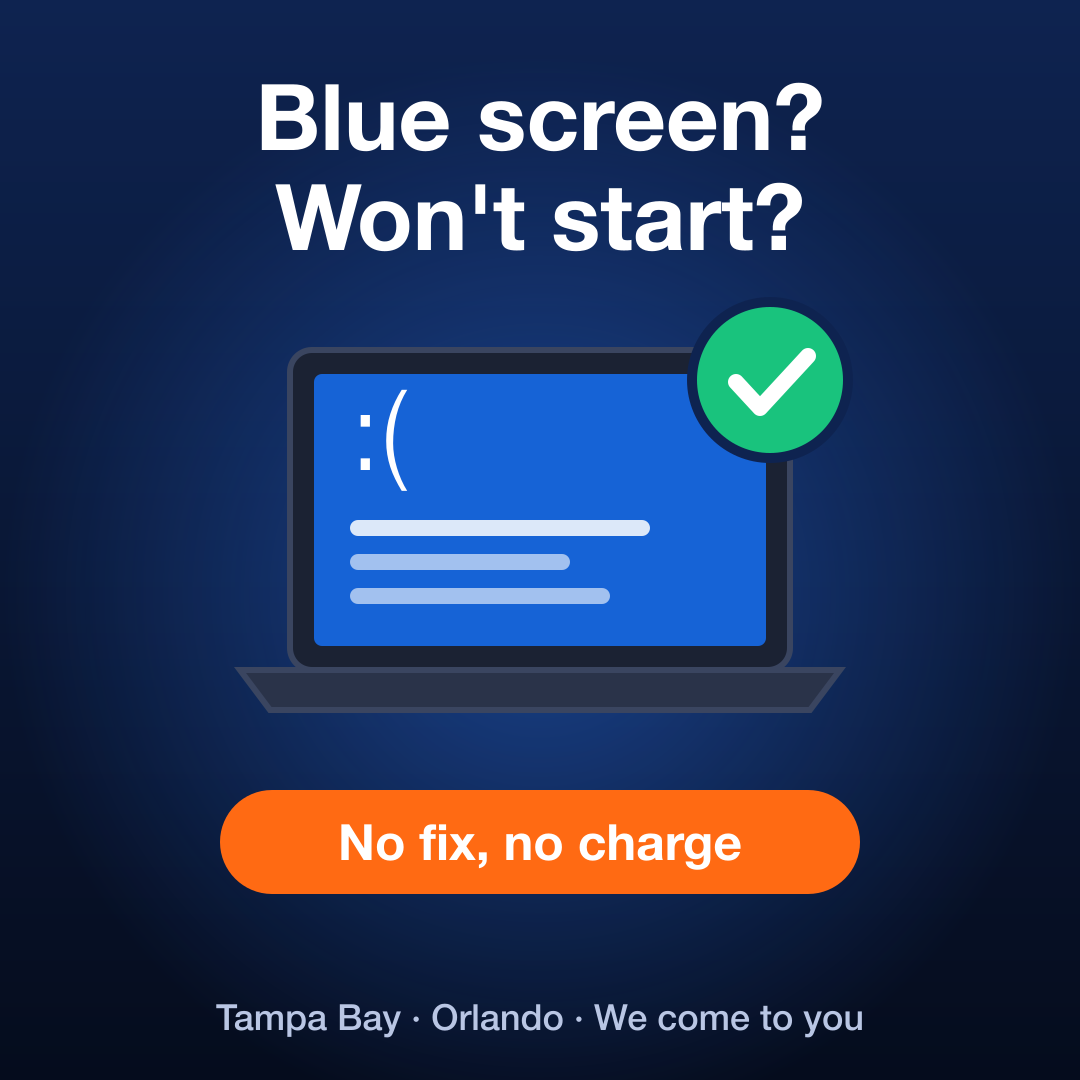 Blue screen?
Won't start?
:(
No fix, no charge
Tampa Bay · Orlando · We come to you